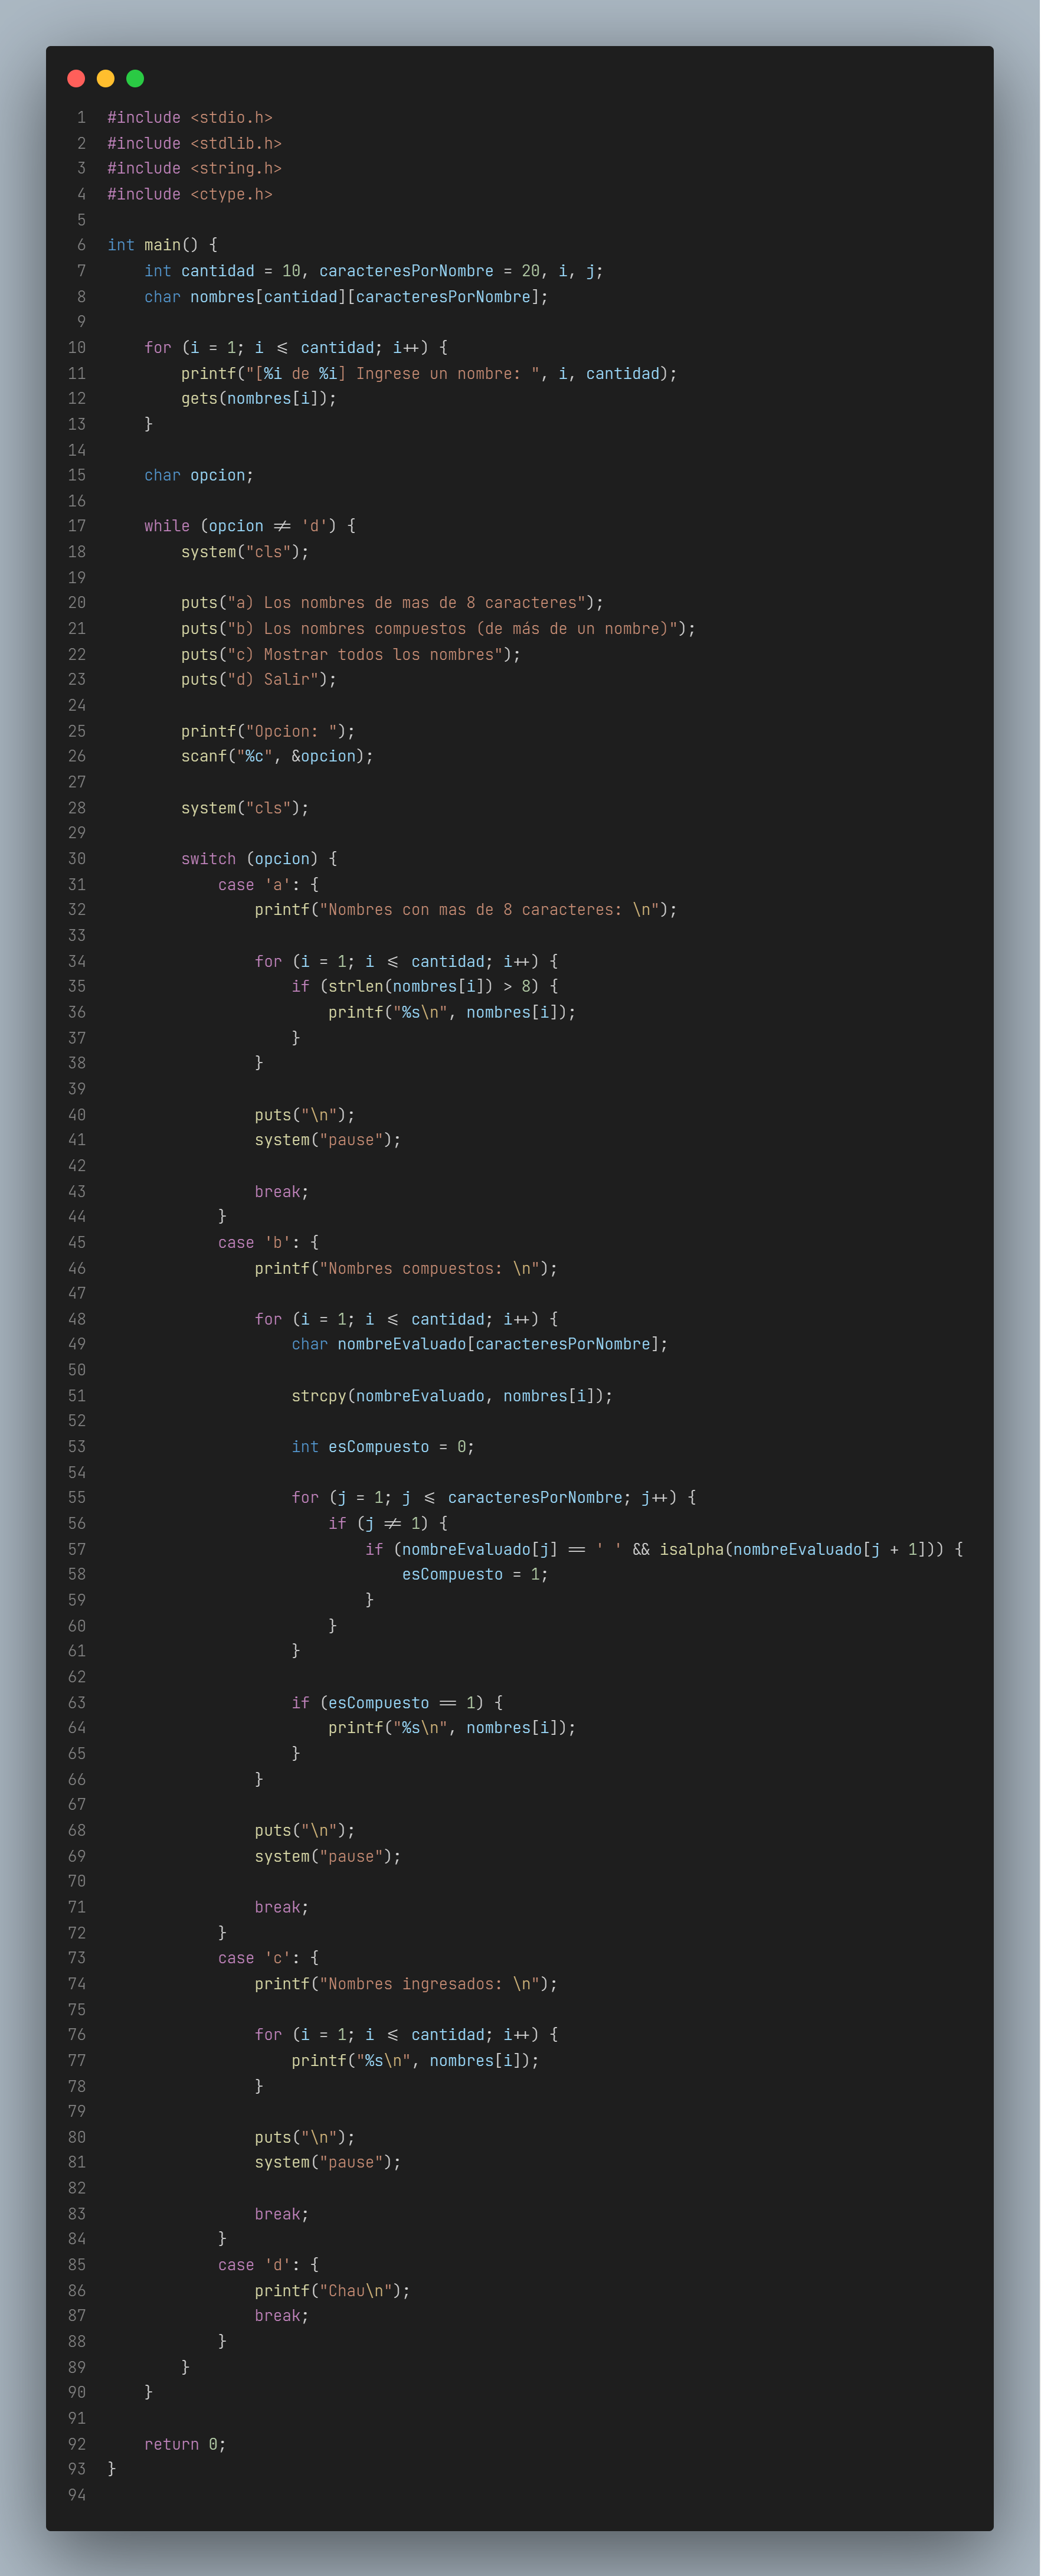 1 #include <stdio.h>
2 #include <stdlib.h>
3 #include <string.h>
4 #include <ctype.h>
5
6 int main() {
7     int cantidad = 10, caracteresPorNombre = 20, i, j;
8     char nombres[cantidad][caracteresPorNombre];
9
10     for (i = 1; i <= cantidad; i++) {
11         printf("[%i de %i] Ingrese un nombre: ", i, cantidad);
12         gets(nombres[i]);
13     }
14
15     char opcion;
16
17     while (opcion != 'd') {
18         system("cls");
19
20         puts("a) Los nombres de mas de 8 caracteres");
21         puts("b) Los nombres compuestos (de más de un nombre)");
22         puts("c) Mostrar todos los nombres");
23         puts("d) Salir");
24
25         printf("Opcion: ");
26         scanf("%c", &opcion);
27
28         system("cls");
29
30         switch (opcion) {
31             case 'a': {
32                 printf("Nombres con mas de 8 caracteres: \n");
33
34                 for (i = 1; i <= cantidad; i++) {
35                     if (strlen(nombres[i]) > 8) {
36                         printf("%s\n", nombres[i]);
37                     }
38                 }
39
40                 puts("\n");
41                 system("pause");
42
43                 break;
44             }
45             case 'b': {
46                 printf("Nombres compuestos: \n");
47
48                 for (i = 1; i <= cantidad; i++) {
49                     char nombreEvaluado[caracteresPorNombre];
50
51                     strcpy(nombreEvaluado, nombres[i]);
52
53                     int esCompuesto = 0;
54
55                     for (j = 1; j <= caracteresPorNombre; j++) {
56                         if (j != 1) {
57                             if (nombreEvaluado[j] == ' ' && isalpha(nombreEvaluado[j + 1])) {
58                                 esCompuesto = 1;
59                             }
60                         }
61                     }
62
63                     if (esCompuesto == 1) {
64                         printf("%s\n", nombres[i]);
65                     }
66                 }
67
68                 puts("\n");
69                 system("pause");
70
71                 break;
72             }
73             case 'c': {
74                 printf("Nombres ingresados: \n");
75
76                 for (i = 1; i <= cantidad; i++) {
77                     printf("%s\n", nombres[i]);
78                 }
79
80                 puts("\n");
81                 system("pause");
82
83                 break;
84             }
85             case 'd': {
86                 printf("Chau\n");
87                 break;
88             }
89         }
90     }
91
92     return 0;
93 }
94